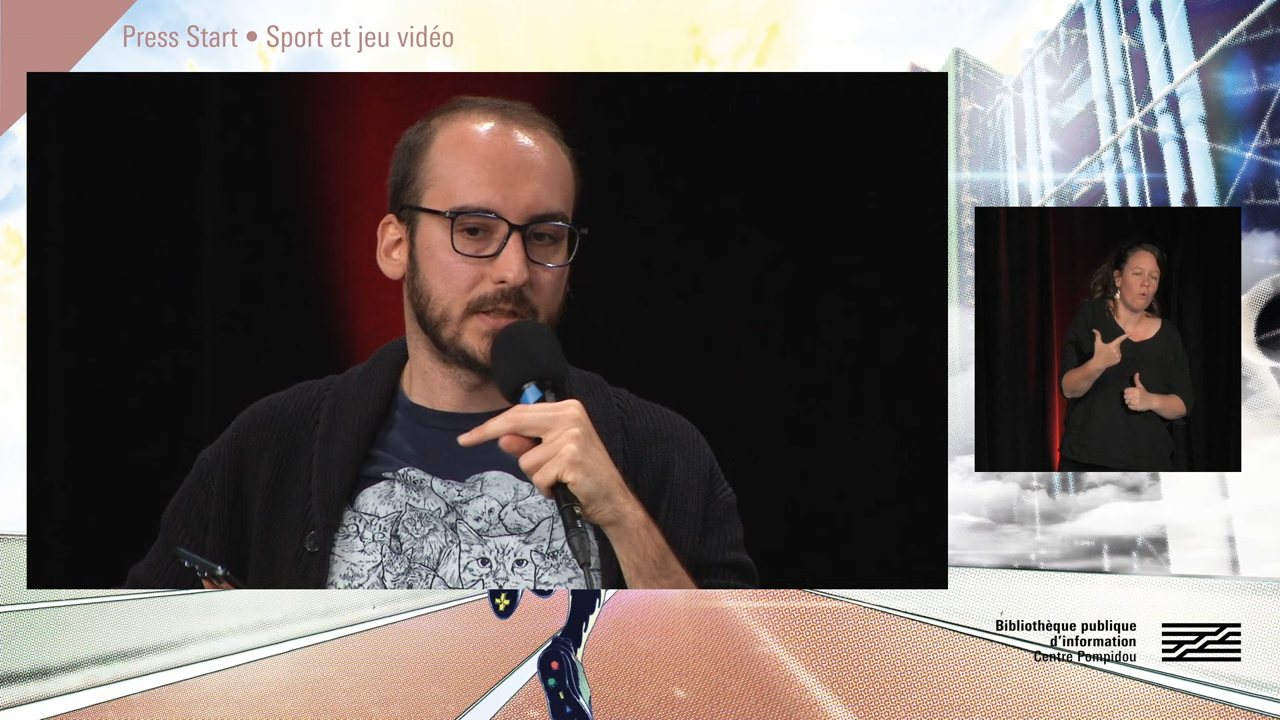 Press Start • Sport et jeu vidéo
Bibliothèque publique
d'information
Centre Pompidou